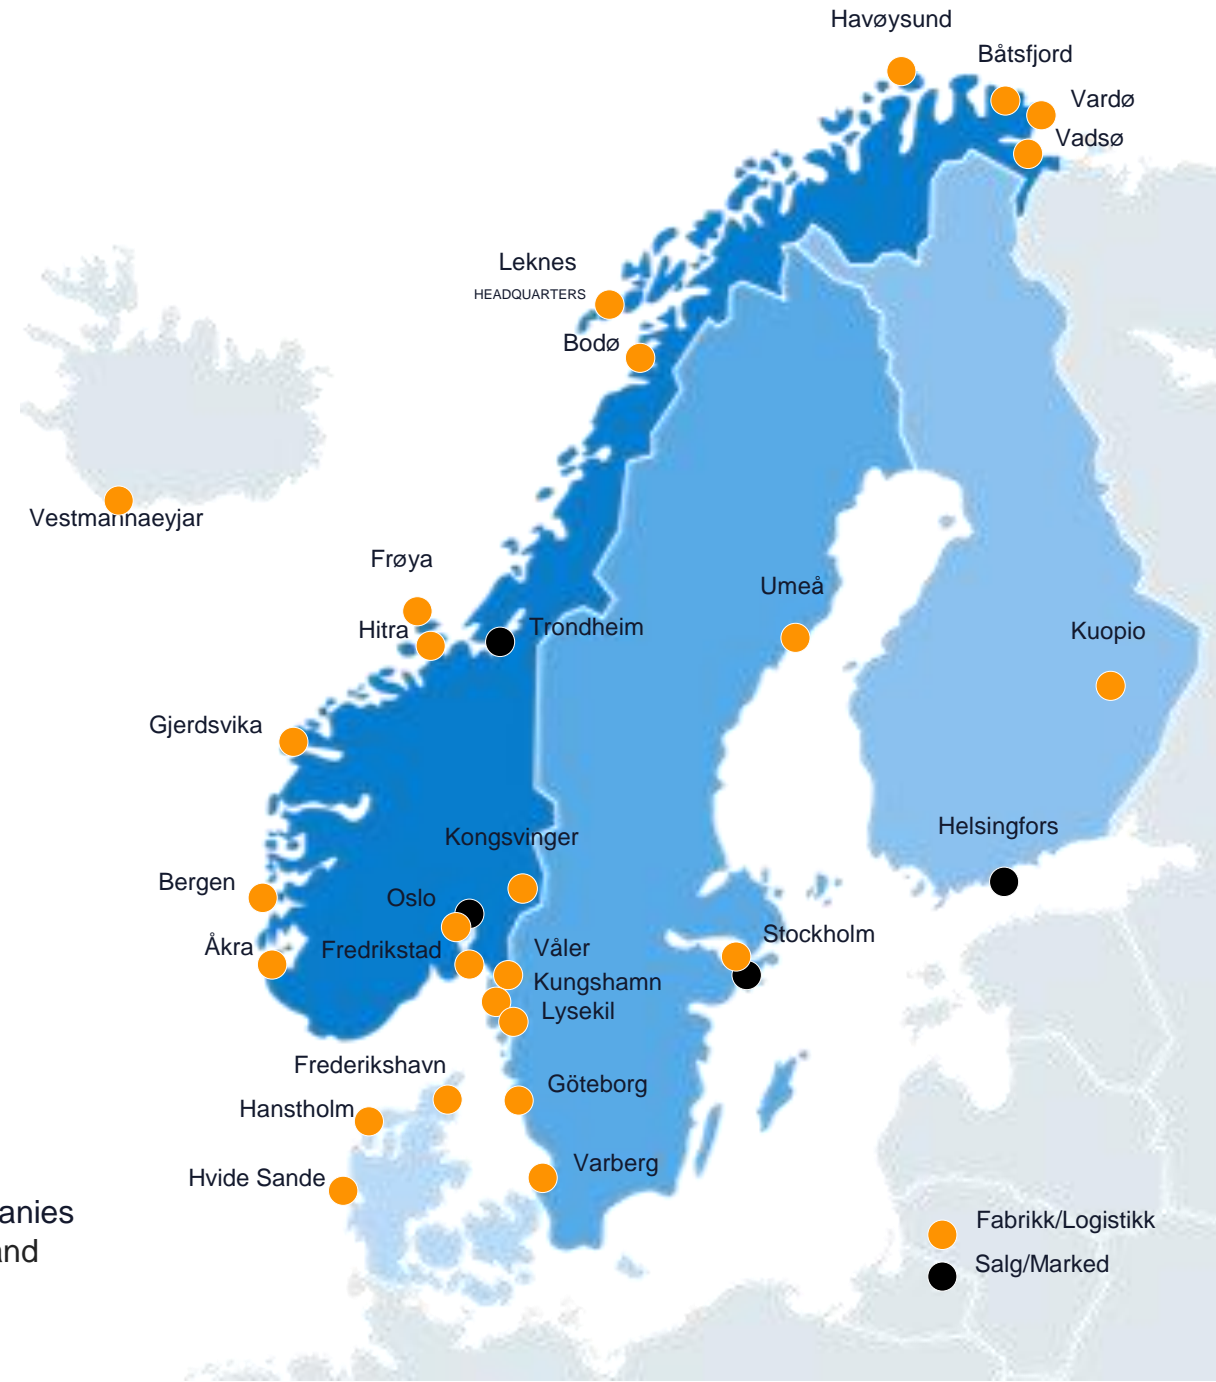 Havøysund
Båtsfjord
Vardø
Vadsø
Leknes
HEADQUARTERS
Bodø
Vestmannaeyjar
Frøya
Umeå
Hitra
Trondheim
Kuopio
Gjerdsvika
Helsingfors
Kongsvinger
Bergen
Oslo
Stockholm
Åkra
Fredrikstad
Våler
Kungshamn
Lysekil
Frederikshavn
Göteborg
Hanstholm
Varberg
Hvide Sande
anies
and
Fabrikk/Logistikk
Salg/Marked